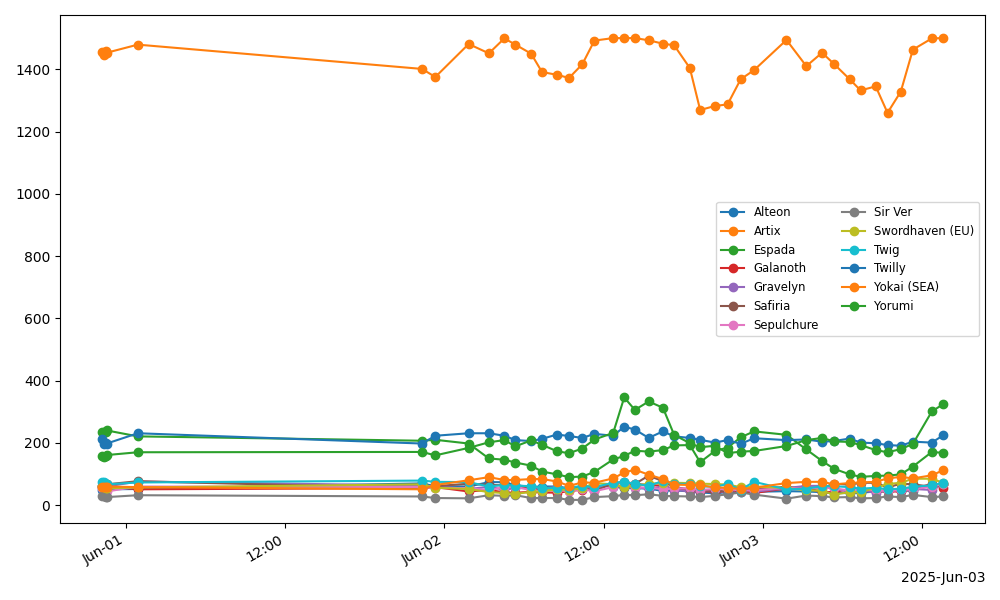 1400
1200
1000
800
600
400
200
0
Alteon
Artix
Espada
Galanoth
Gravelyn
Safiria
Sepulchure
Sir Ver
Swordhaven (EU)
Twig
Twilly
Yokai (SEA)
Yorumi
Jun-01
12:00
Jun-02
12:00
Jun-03
12:00
2025-Jun-03